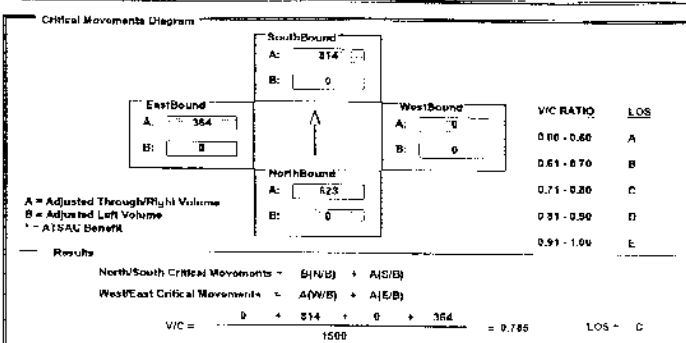 Critical Movements Diagram
SouthBound
A: 814
B: 0
EastBound
A: 364
B: 0
WestBound
A: 0
B: 0
NorthBound
A: 623
B: 0
V/C RATIO LOS
0.00 - 0.60 A
0.61 - 0.70 B
0.71 - 0.80 C
0.81 - 0.90 D
0.91 - 1.00 E
A = Adjusted Through/Right Volume
B = Adjusted Left Volume
* = ATSAC Benefit
Results
North/South Critical Movements = B(N/B) + A(S/B)
West/East Critical Movements = A(W/B) + A(E/B)
V/C = 0 + 814 + 0 + 364 / 1500 = 0.785 LOS = C